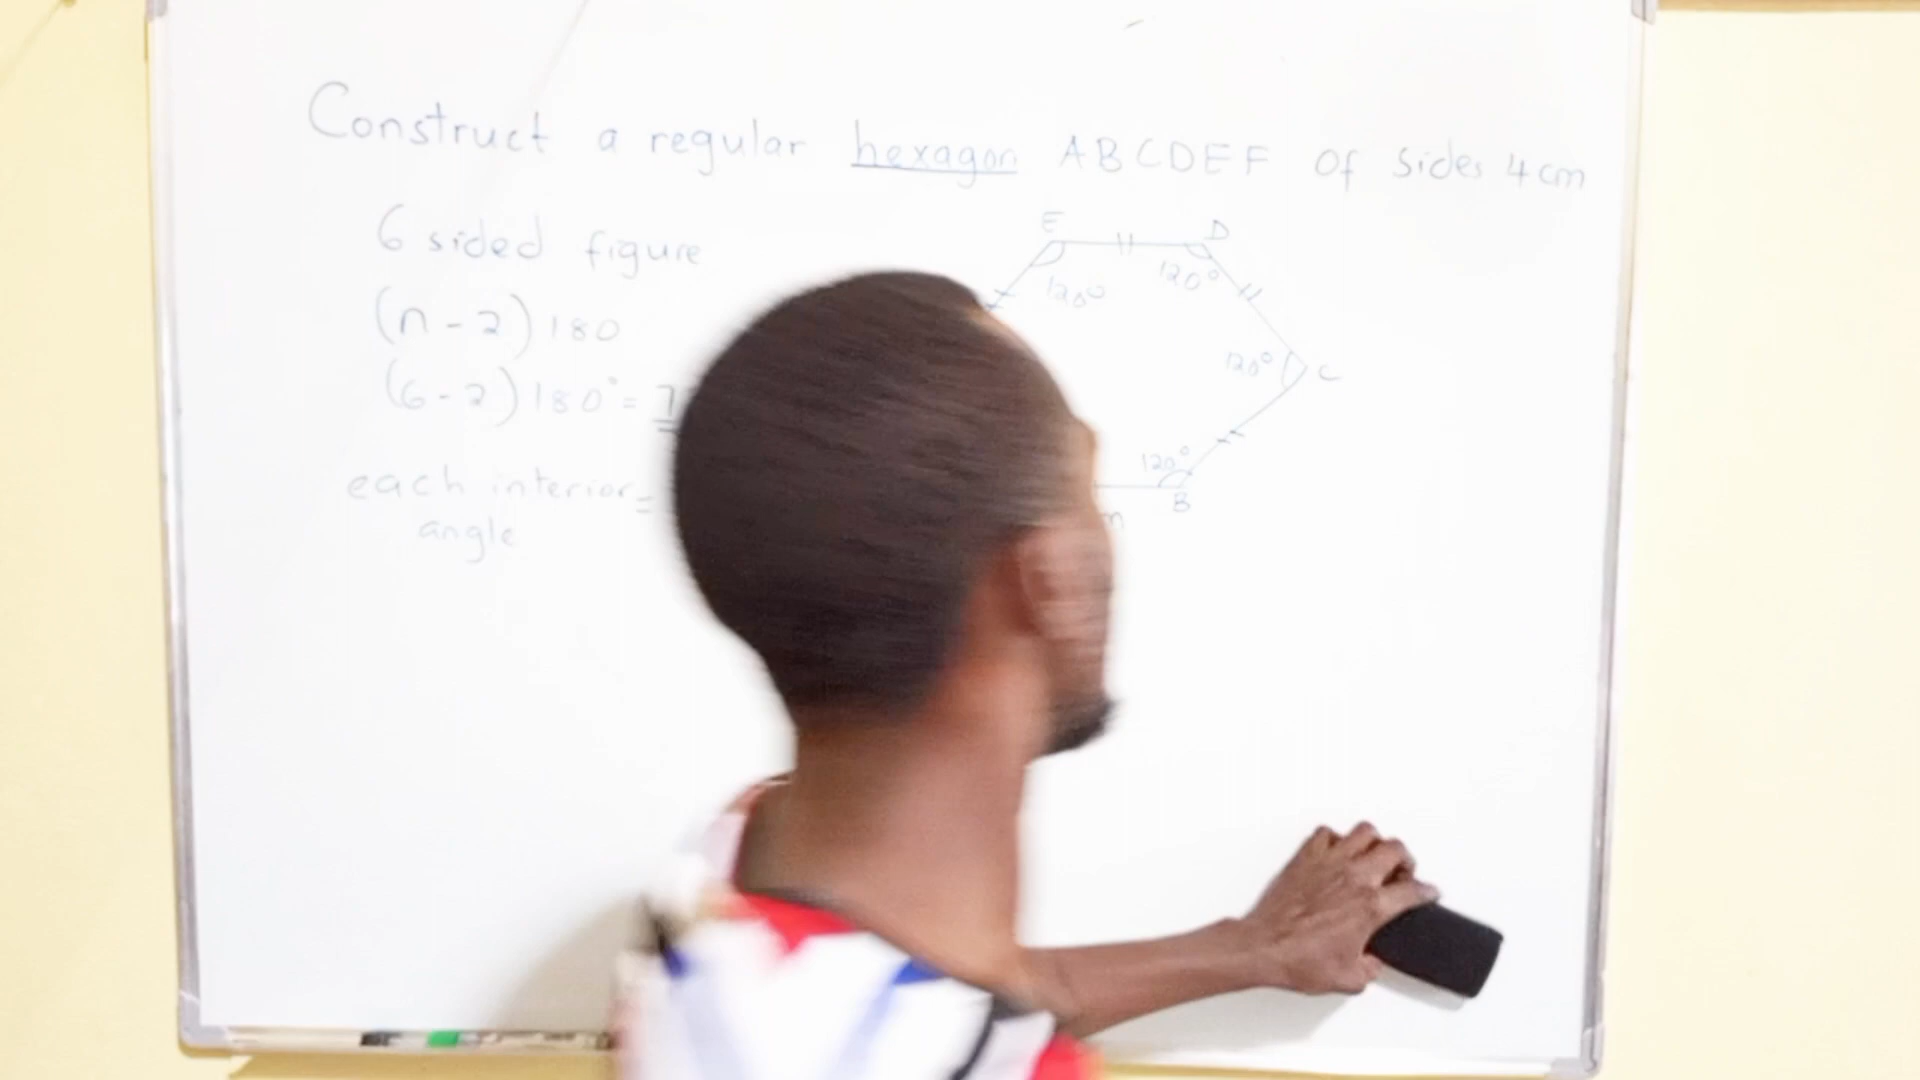 Construct a regular hexagon ABCDEF of sides 4cm
6 sided figure
(n-2)180
(6-2)180°=7
each interior =
angle
E
D
120°
120°
120°
C
120°
B
m